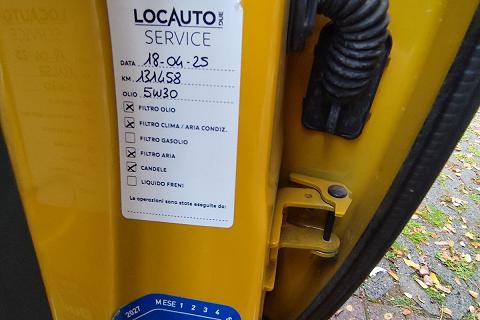 LOCAUTO DUE
SERVICE
DATA 18-04-25
KM. 131458
OLIO 5W30
FILTRO OLIO
FILTRO CLIMA / ARIA CONDIZ.
FILTRO GASOLIO
FILTRO ARIA
CANDELE
LIQUIDO FRENI
Le operazioni sono state eseguite da:
2027
MESE 1 2 3 4